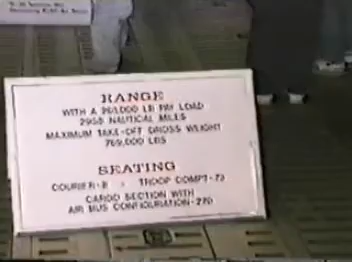 RANGE
WITH A 261,000 LB PAY LOAD
2958 NAUTICAL MILES
MAXIMUM TAKE-OFF GROSS WEIGHT
769,000 LBS
SEATING
COURIER-8 - TROOP COMPT-73
CARGO SECTION WITH
AIR BUS CONFIGURATION-270